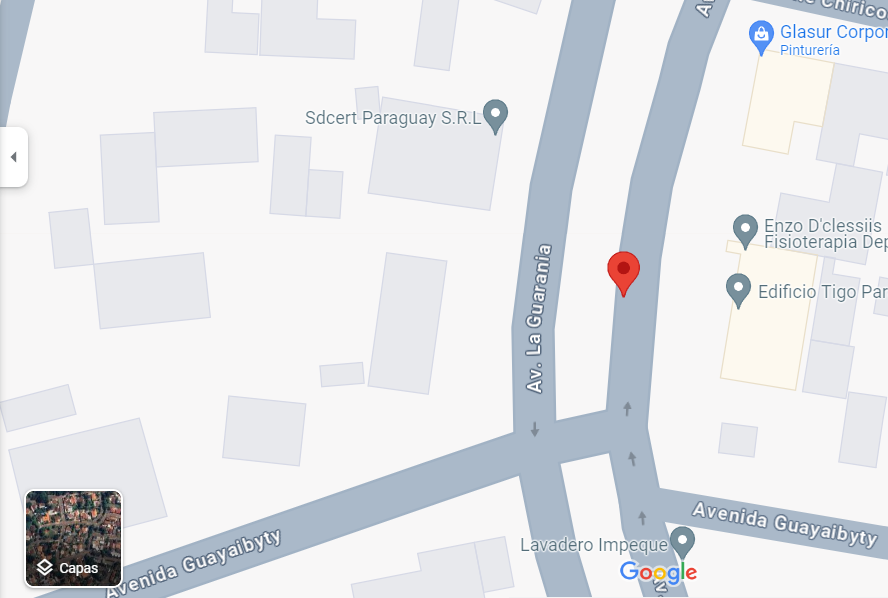 Glasur Corpor
Pinturería
Sdcert Paraguay S.R.L
Enzo D'clessiis
Fisioterapia Dep
Av. La Guarania
Edificio Tigo Par
Avenida Guayaibyty
Avenida Guayaibyty
Lavadero Impeque
Capas
Google